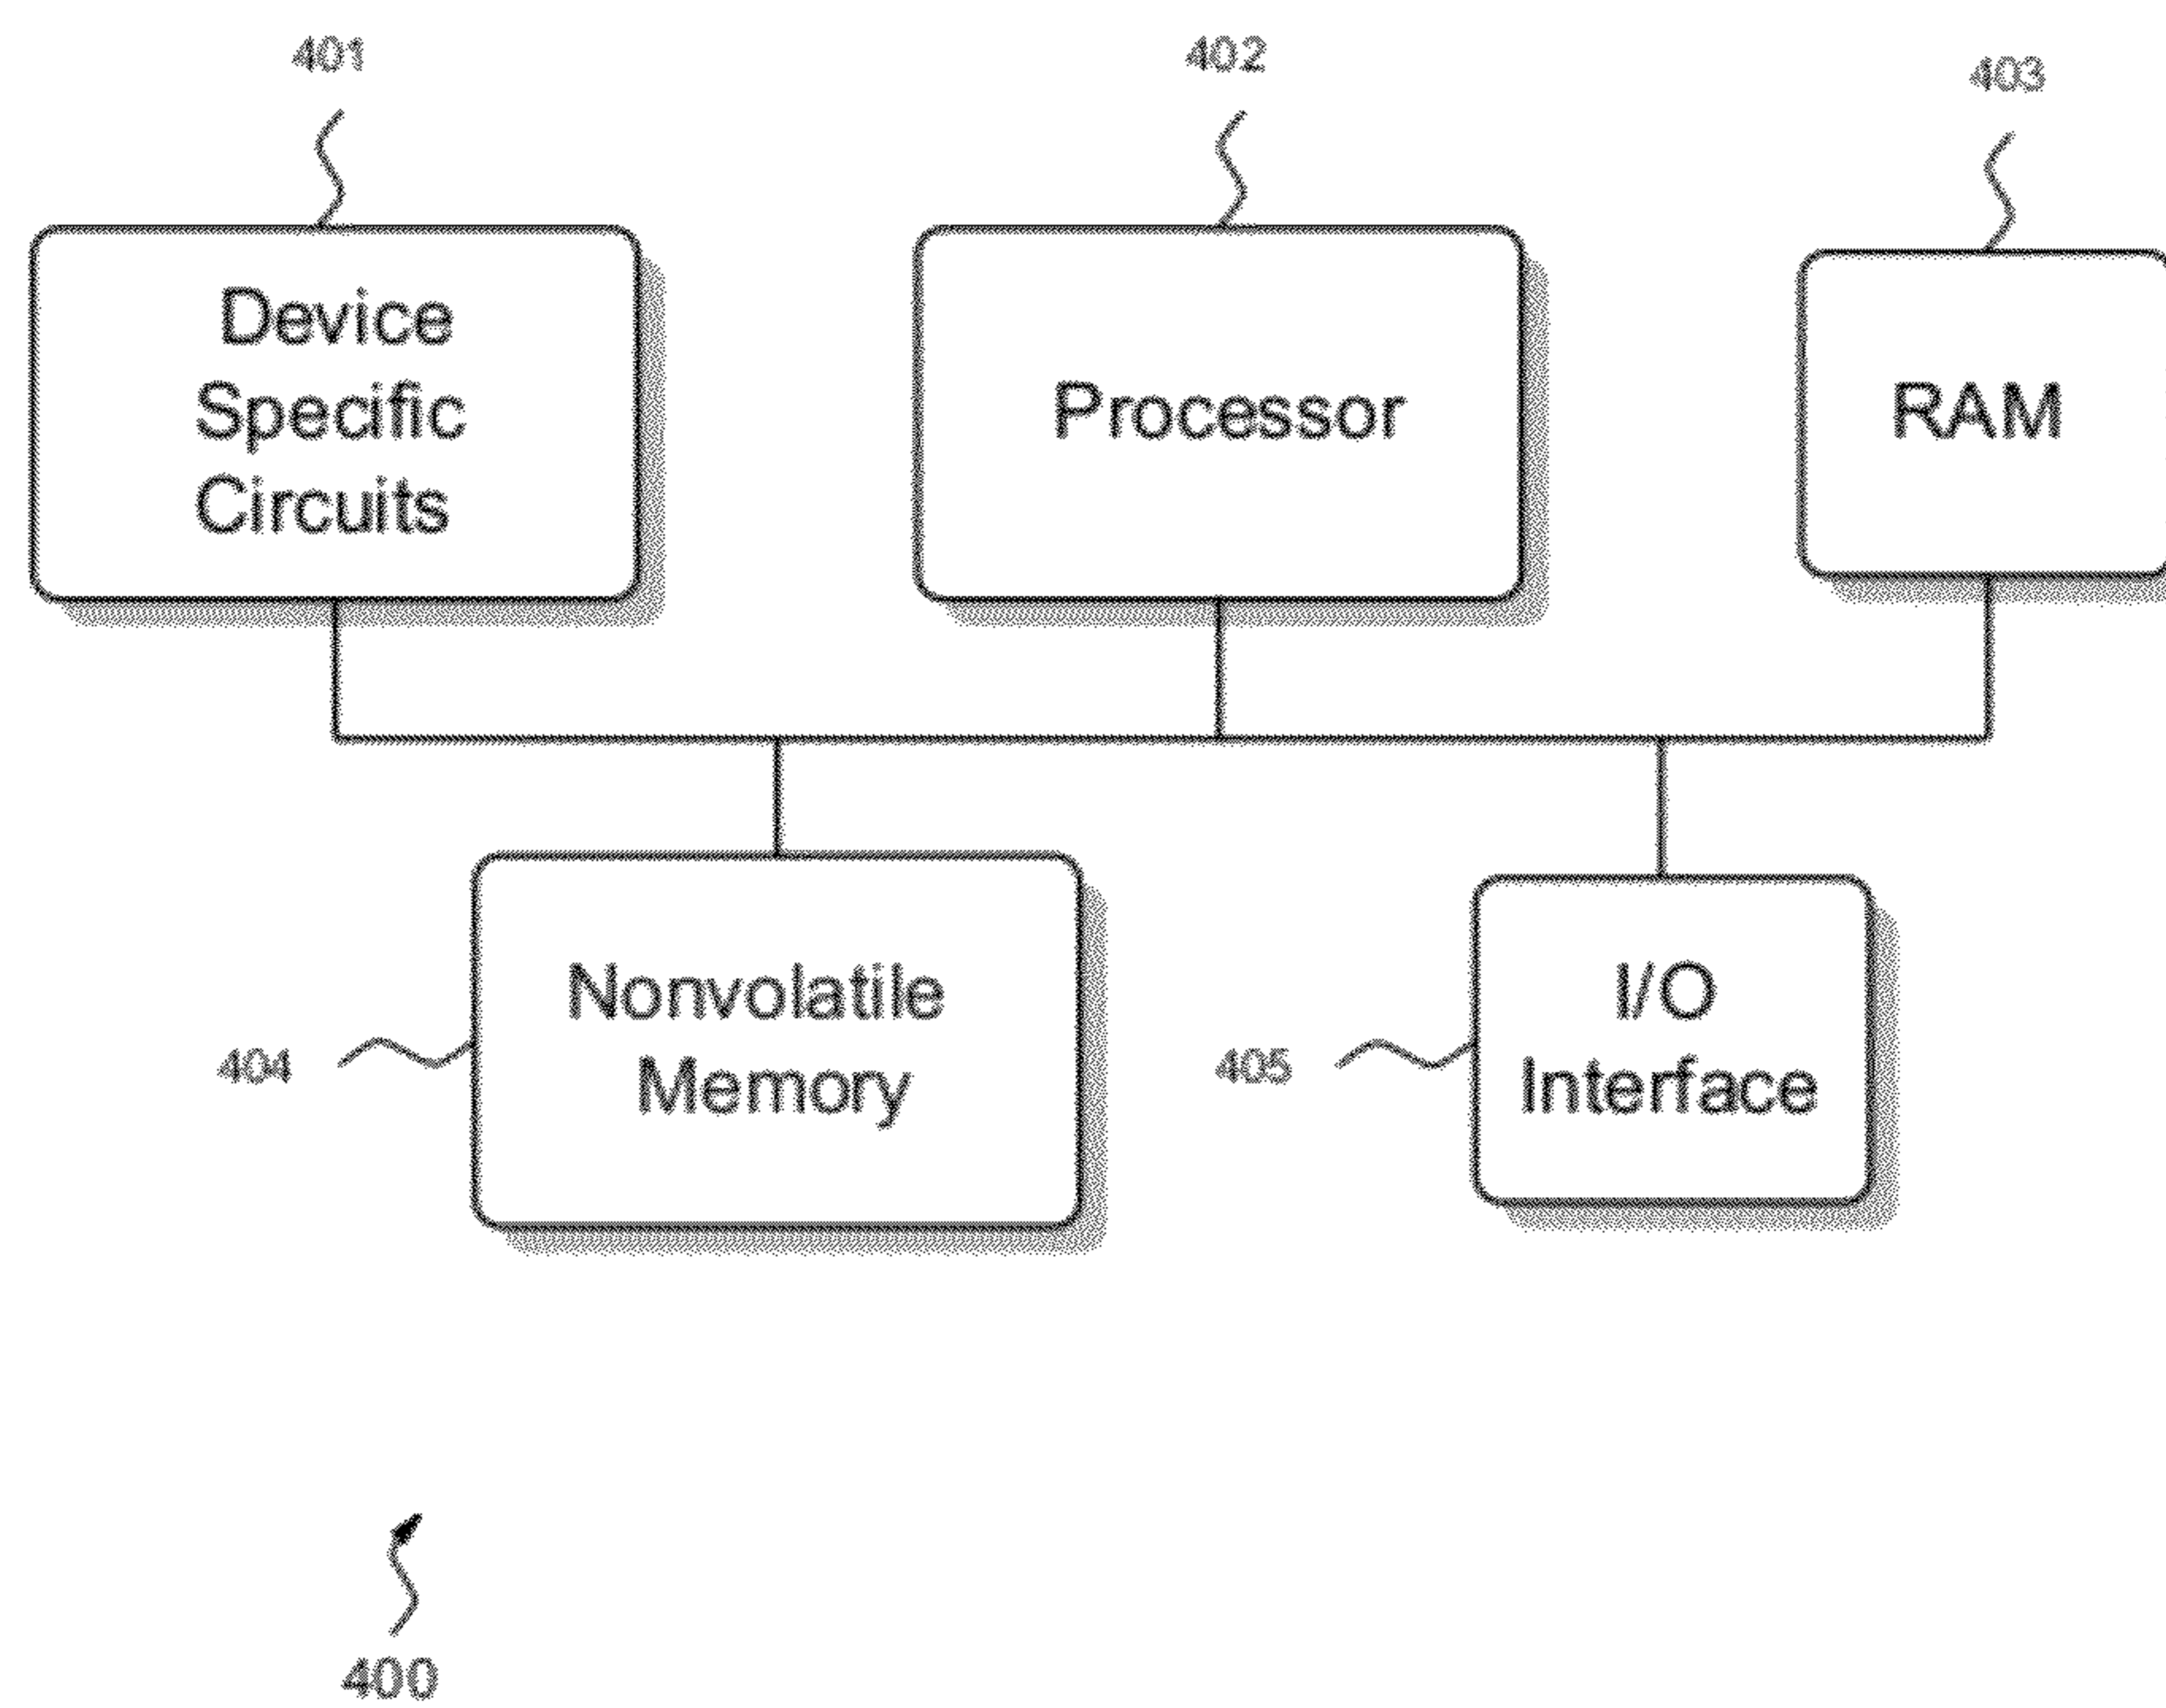 401
402
403
Device
Specific
Circuits
Processor
RAM
Nonvolatile
Memory
404
I/O
Interface
405
400